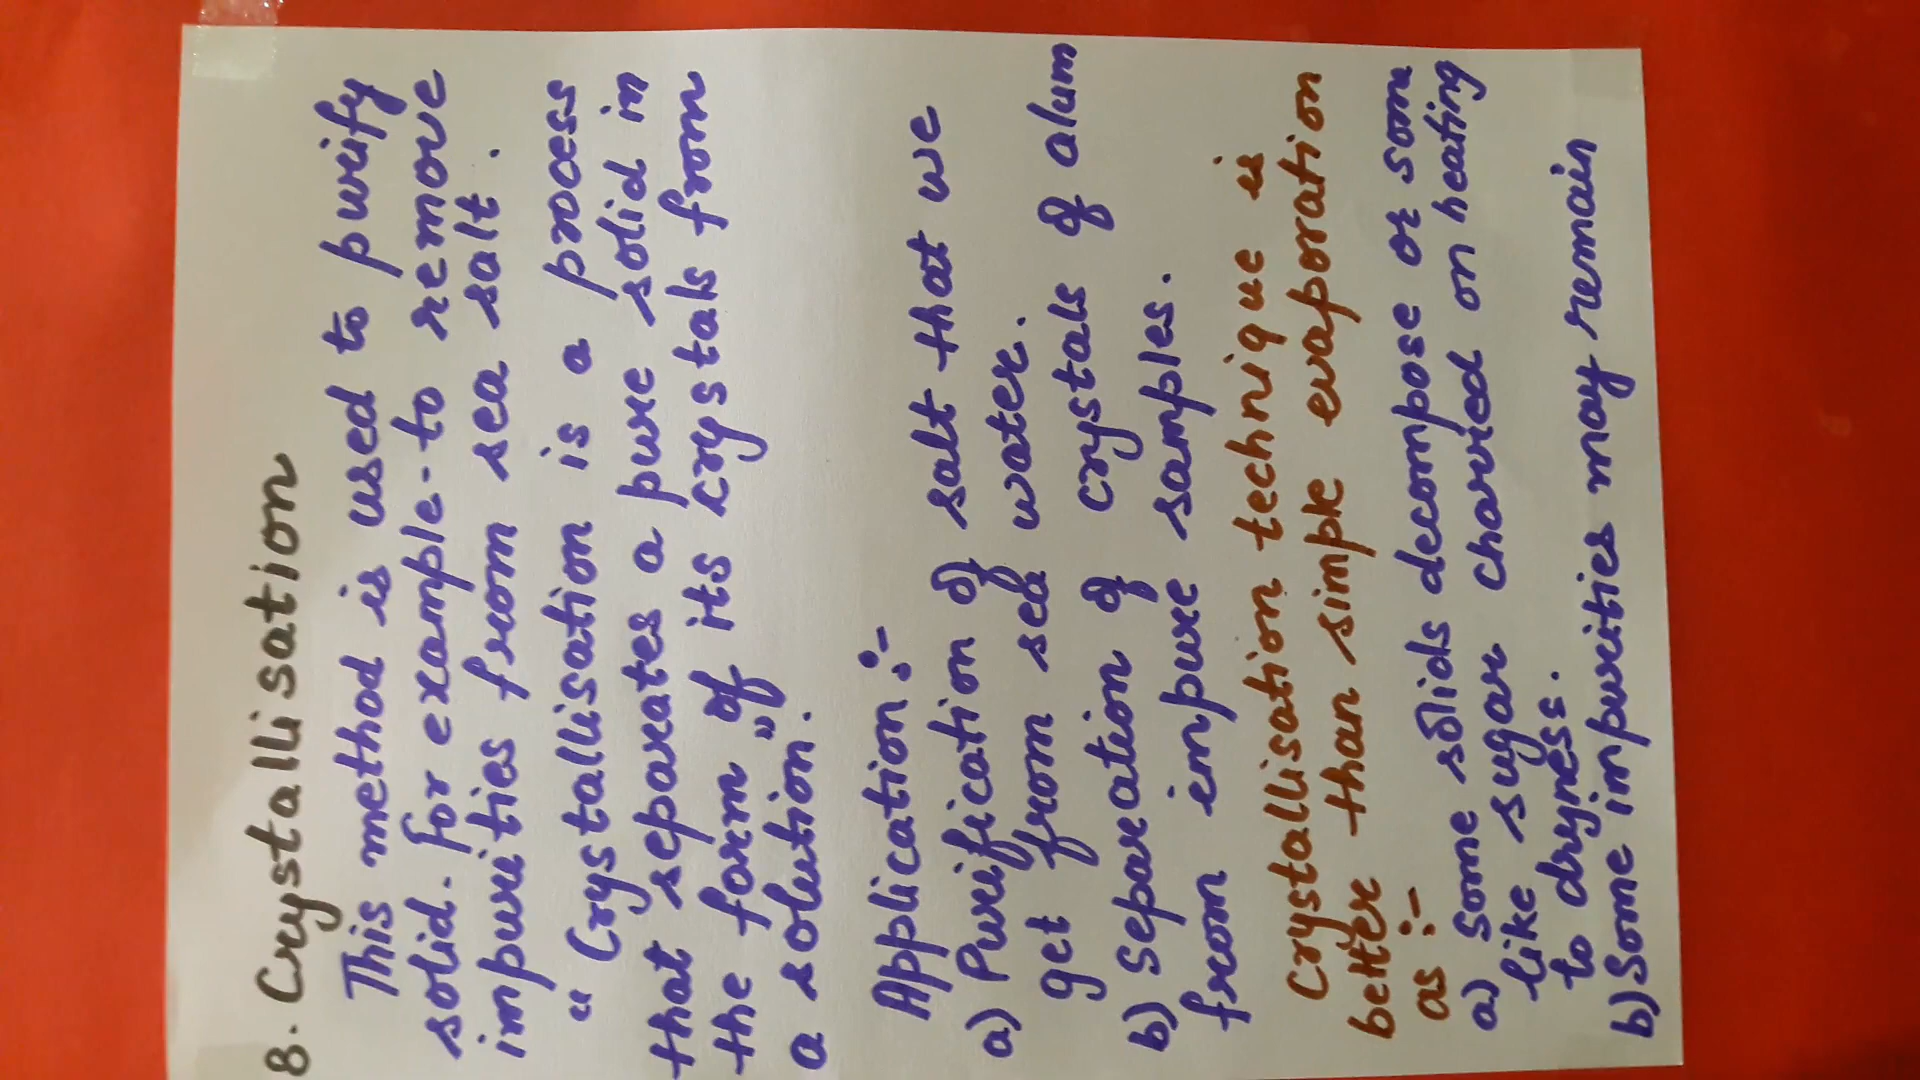 8. Crystallisation
This method is used to purify
solid. for example - to remove
impurities from sea salt.
"Crystallisation is a process
that separates a pure solid in
the form of its crystals from
a solution."
Application :-
a) Purification of salt that we
get from sea water.
b) separation of crystals of alum
from impure samples.
Crystallisation technique is
better than simple evaporation
as :-
a) some solids decompose or som
like sugar charred on heating
to dryness.
b) Some impurities may remain